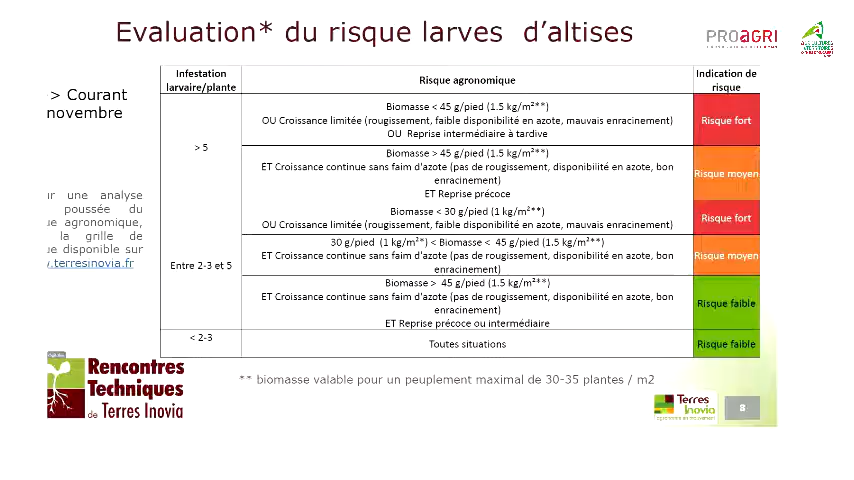 Evaluation* du risque larves d’altises
PROAGRI
> Courant
novembre
ur une analyse
poussée du
ue agronomique,
la grille de
ue disponible sur
v.terresinovia.fr
Infestation
larvaire/plante
Risque agronomique
Indication de
risque
> 5
Biomasse < 45 g/pied (1.5 kg/m²**)
OU Croissance limitée (rougissement, faible disponibilité en azote, mauvais enracinement)
OU Reprise intermédiaire à tardive
Risque fort
Biomasse > 45 g/pied (1.5 kg/m²**)
ET Croissance continue sans faim d'azote (pas de rougissement, disponibilité en azote, bon
enracinement)
ET Reprise précoce
Risque moyen
Entre 2-3 et 5
Biomasse < 30 g/pied (1 kg/m²**)
OU Croissance limitée (rougissement, faible disponibilité en azote, mauvais enracinement)
Risque fort
30 g/pied (1 kg/m²*) < Biomasse < 45 g/pied (1.5 kg/m²**)
ET Croissance continue sans faim d'azote (pas de rougissement, disponibilité en azote, bon
enracinement)
Risque moyen
Biomasse > 45 g/pied (1.5 kg/m²**)
ET Croissance continue sans faim d'azote (pas de rougissement, disponibilité en azote, bon
enracinement)
ET Reprise précoce ou intermédiaire
Risque faible
< 2-3
Toutes situations
Risque faible
** biomasse valable pour un peuplement maximal de 30-35 plantes / m2
Rencontres
Techniques
de Terres Inovia
Terres
Inovia
8